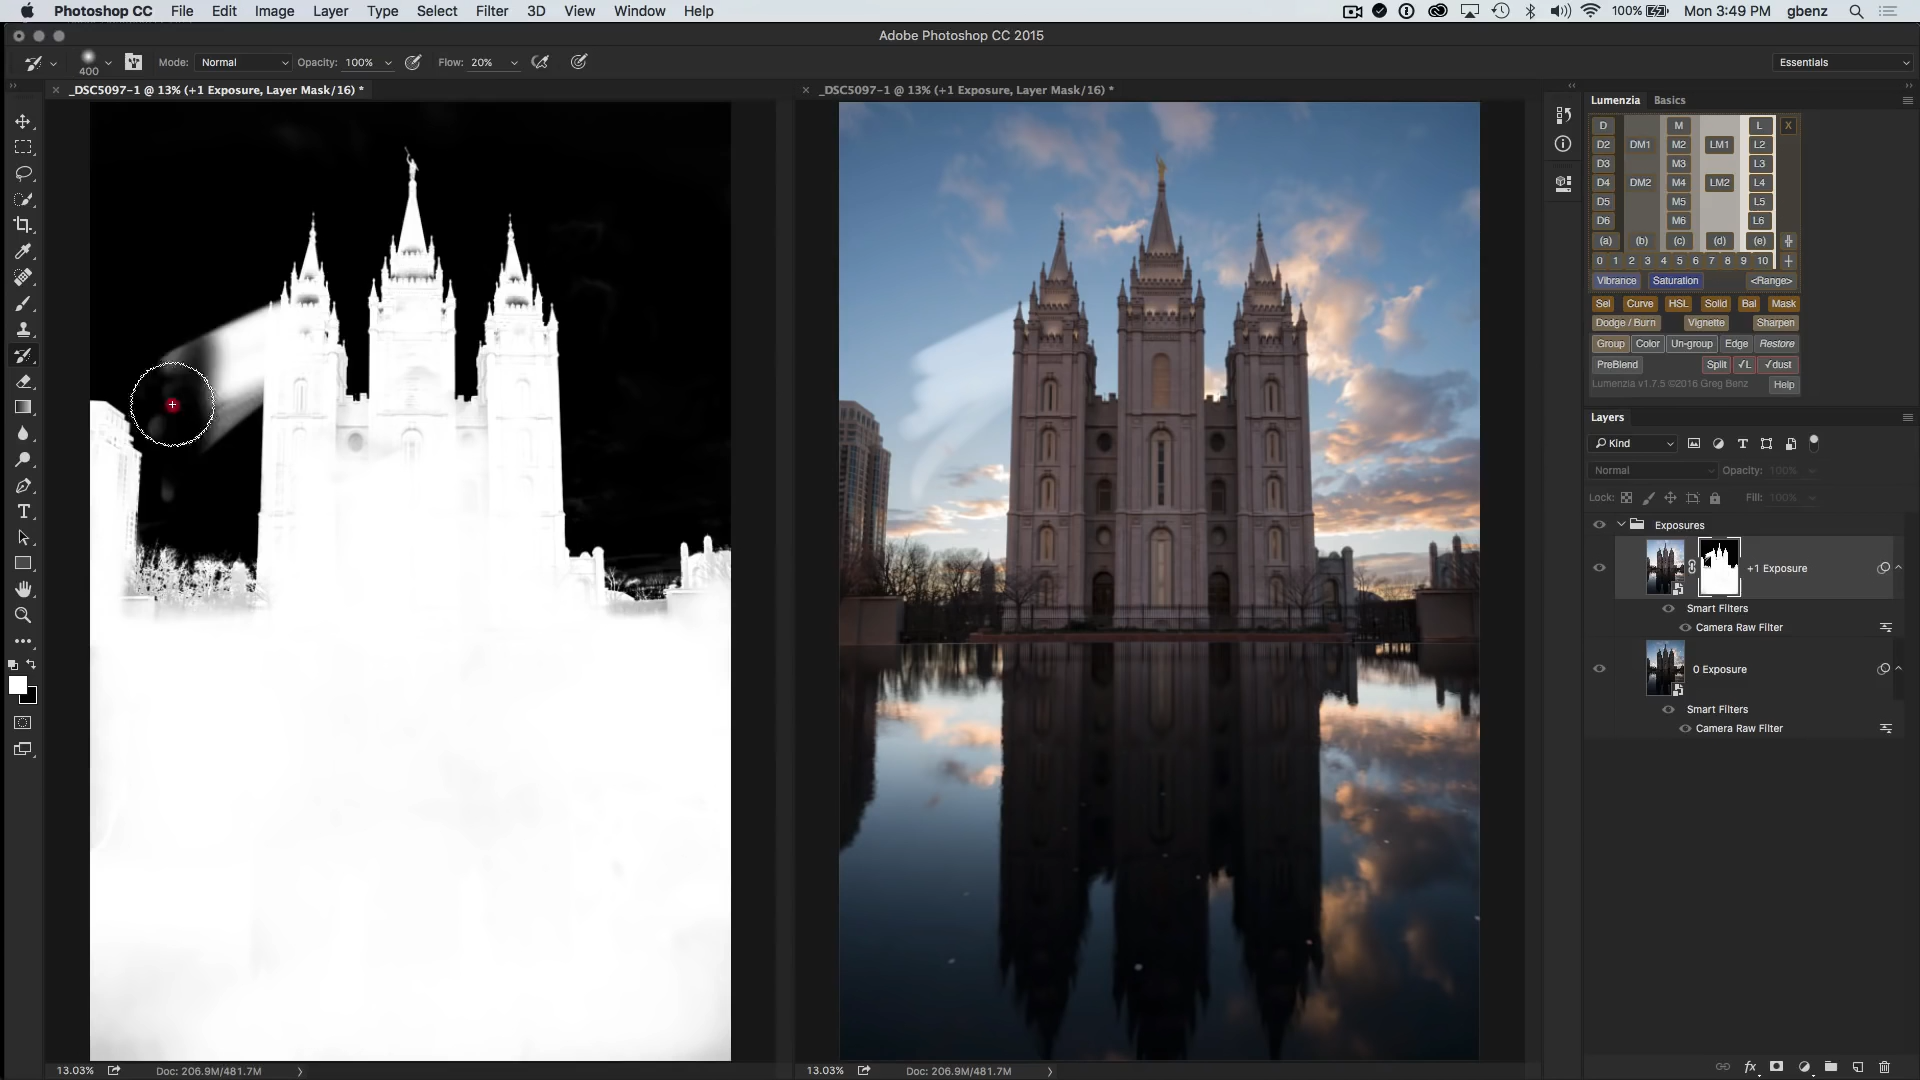 Photoshop CC File Edit Image Layer Type Select Filter 3D View Window Help 100% Mon 3:49 PM gbenz
Adobe Photoshop CC 2015
400 Mode: Normal Opacity: 100% Flow: 20% Essentials
_DSC5097-1 @ 13% (+1 Exposure, Layer Mask/16) *
_DSC5097-1 @ 13% (+1 Exposure, Layer Mask/16) *
Lumenzia Basics
D M L X
D2 DM1 M2 LM1 L2
D3 M3 L3
D4 DM2 M4 LM2 L4
D5 M5 L5
D6 M6 L6
(a) (b) (c) (d) (e)
0 1 2 3 4 5 6 7 8 9 10
Vibrance Saturation <Range>
Sel Curve HSL Solid Bal Mask
Dodge / Burn Vignette Sharpen
Group Color Un-group Edge Restore
PreBlend Split √L √dust
Lumenzia v1.7.5 ©2016 Greg Benz Help
Layers
Kind
Normal Opacity: 100%
Lock: Fill: 100%
Exposures
+1 Exposure
Smart Filters
Camera Raw Filter
0 Exposure
Smart Filters
Camera Raw Filter
13.03% Doc: 206.9M/481.7M
13.03% Doc: 206.9M/481.7M